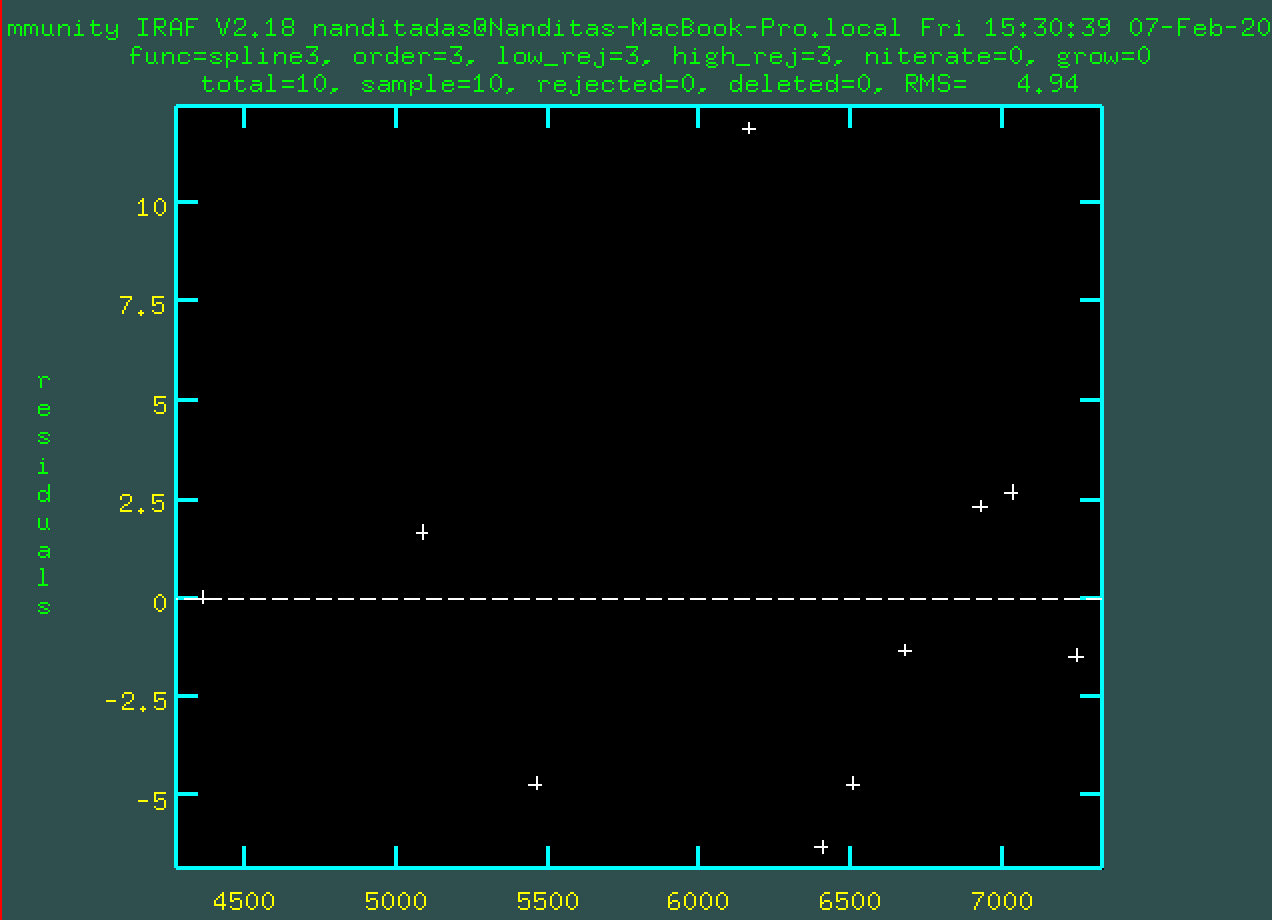 mmunity IRAF V2.18 nanditadas@Nanditas-MacBook-Pro.local Fri 15:30:39 07-Feb-20
func=spline3, order=3, low_rej=3, high_rej=3, niterate=0, grow=0
total=10, sample=10, rejected=0, deleted=0, RMS= 4.94
10
7.5
5
2.5
0
-2.5
-5
residuals
4500 5000 5500 6000 6500 7000